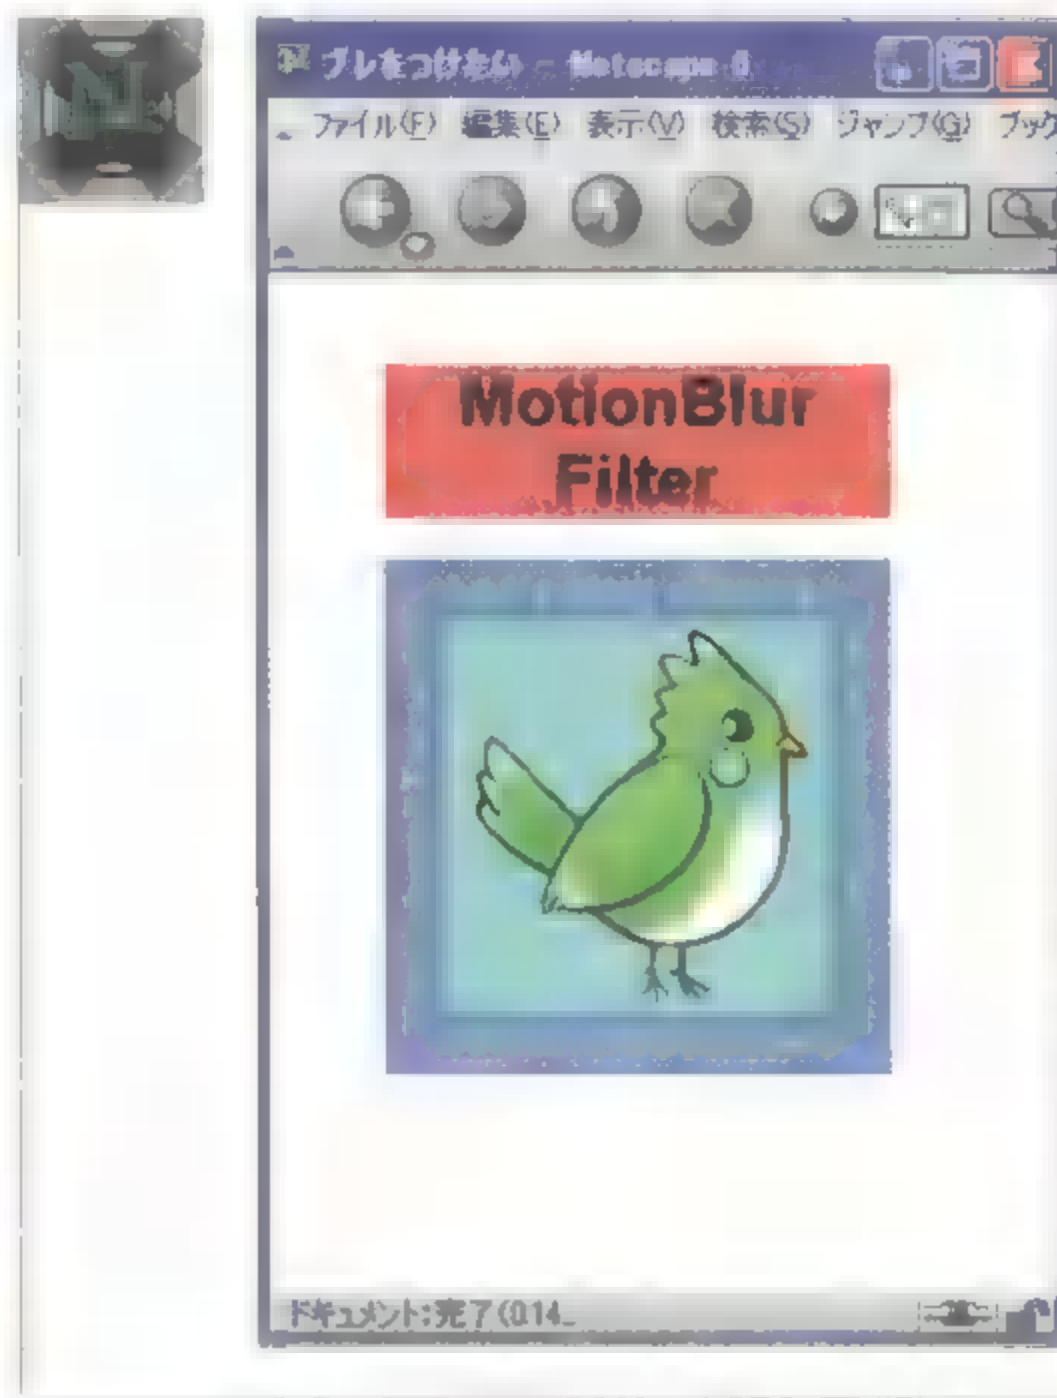 ブレをつけたい - Netscape 6
ファイル(F) 編集(E) 表示(V) 検索(S) ジャンプ(G) ブック
MotionBlur
Filter
ドキュメント:完了(0.14_